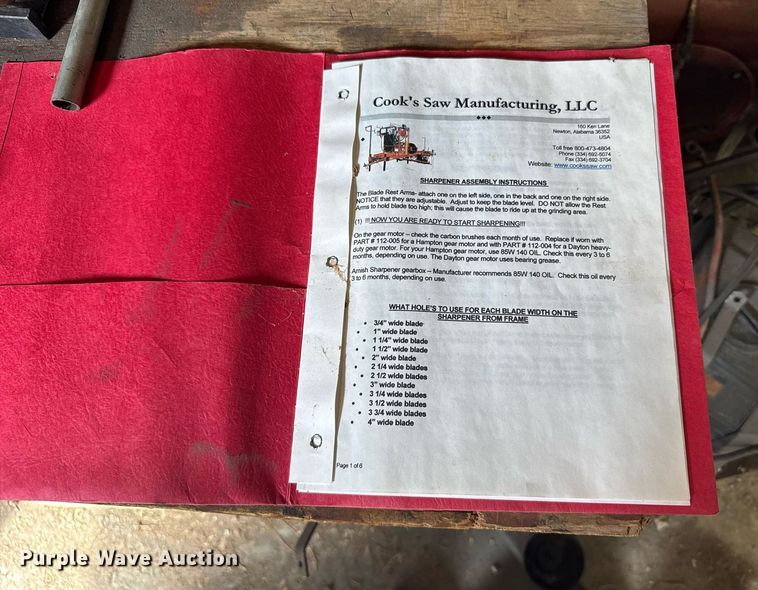 Cook's Saw Manufacturing, LLC
160 Ken Lane
Newton, Alabama 36352
USA
Toll free 800-473-4804
Phone (334) 692-5074
Fax (334) 692-3704
Website: www.cookssaw.com
SHARPENER ASSEMBLY INSTRUCTIONS
The Blade Rest Arms- attach one on the left side, one in the back and one on the right side.
NOTICE that they are adjustable. Adjust to keep the blade level. DO NOT allow the Rest
Arms to hold blade too high; this will cause the blade to ride up at the grinding area.
(1) !!! NOW YOU ARE READY TO START SHARPENING!!!
On the gear motor – check the carbon brushes each month of use. Replace if worn with
PART # 112-005 for a Hampton gear motor and with PART # 112-004 for a Dayton heavy-
duty gear motor. For your Hampton gear motor, use 85W 140 OIL. Check this every 3 to 6
months, depending on use. The Dayton gear motor uses bearing grease.
Amish Sharpener gearbox – Manufacturer recommends 85W 140 OIL. Check this oil every
3 to 6 months, depending on use.
WHAT HOLE'S TO USE FOR EACH BLADE WIDTH ON THE
SHARPENER FROM FRAME
• 3/4" wide blade
• 1" wide blade
• 1 1/4" wide blade
• 1 1/2" wide blade
• 2" wide blade
• 2 1/4 wide blades
• 2 1/2 wide blades
• 3" wide blade
• 3 1/4 wide blades
• 3 1/2 wide blades
• 3 3/4 wide blades
• 4" wide blade
Page 1 of 6
Purple Wave Auction